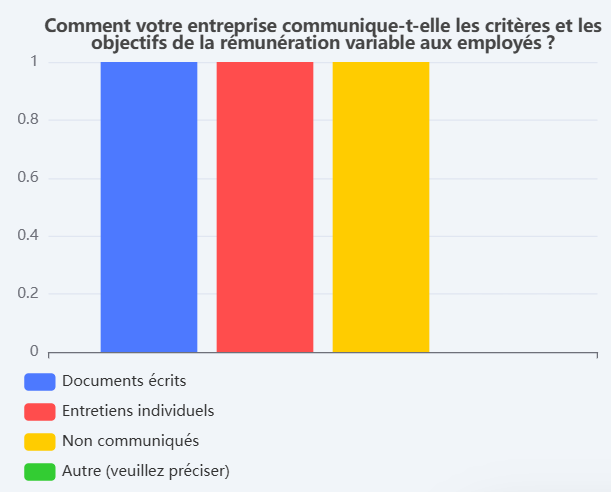 Comment votre entreprise communique-t-elle les critères et les
objectifs de la rémunération variable aux employés ?
1
0.8
0.6
0.4
0.2
0
Documents écrits
Entretiens individuels
Non communiqués
Autre (veuillez préciser)